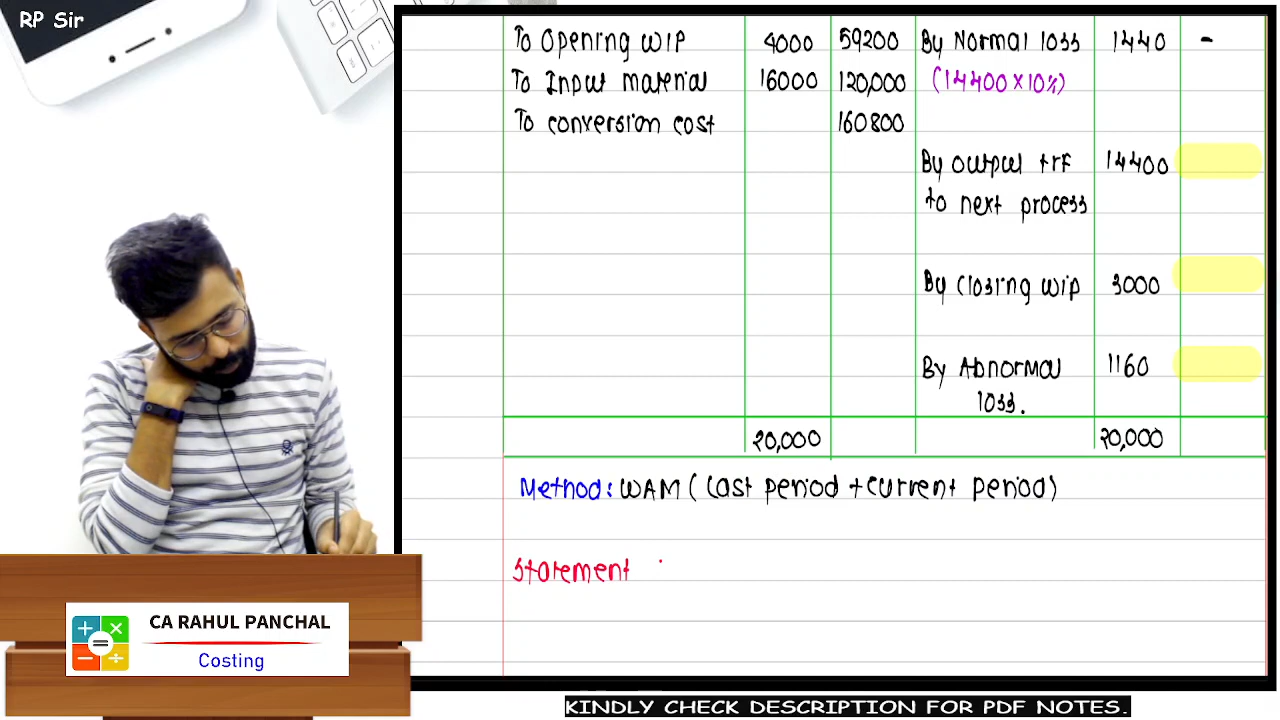 RP Sir
To Opening WIP 4000 59200 By Normal loss 1440 -
To Input material 16000 120,000 (14400 x 10%)
To conversion cost 160800
By output trf 14400
to next process
By Closing WIP 3000
By Abnormal 1160
loss.
20,000 20,000
Method: WAM (Last period + current period)
Statement
CA RAHUL PANCHAL
Costing
KINDLY CHECK DESCRIPTION FOR PDF NOTES.